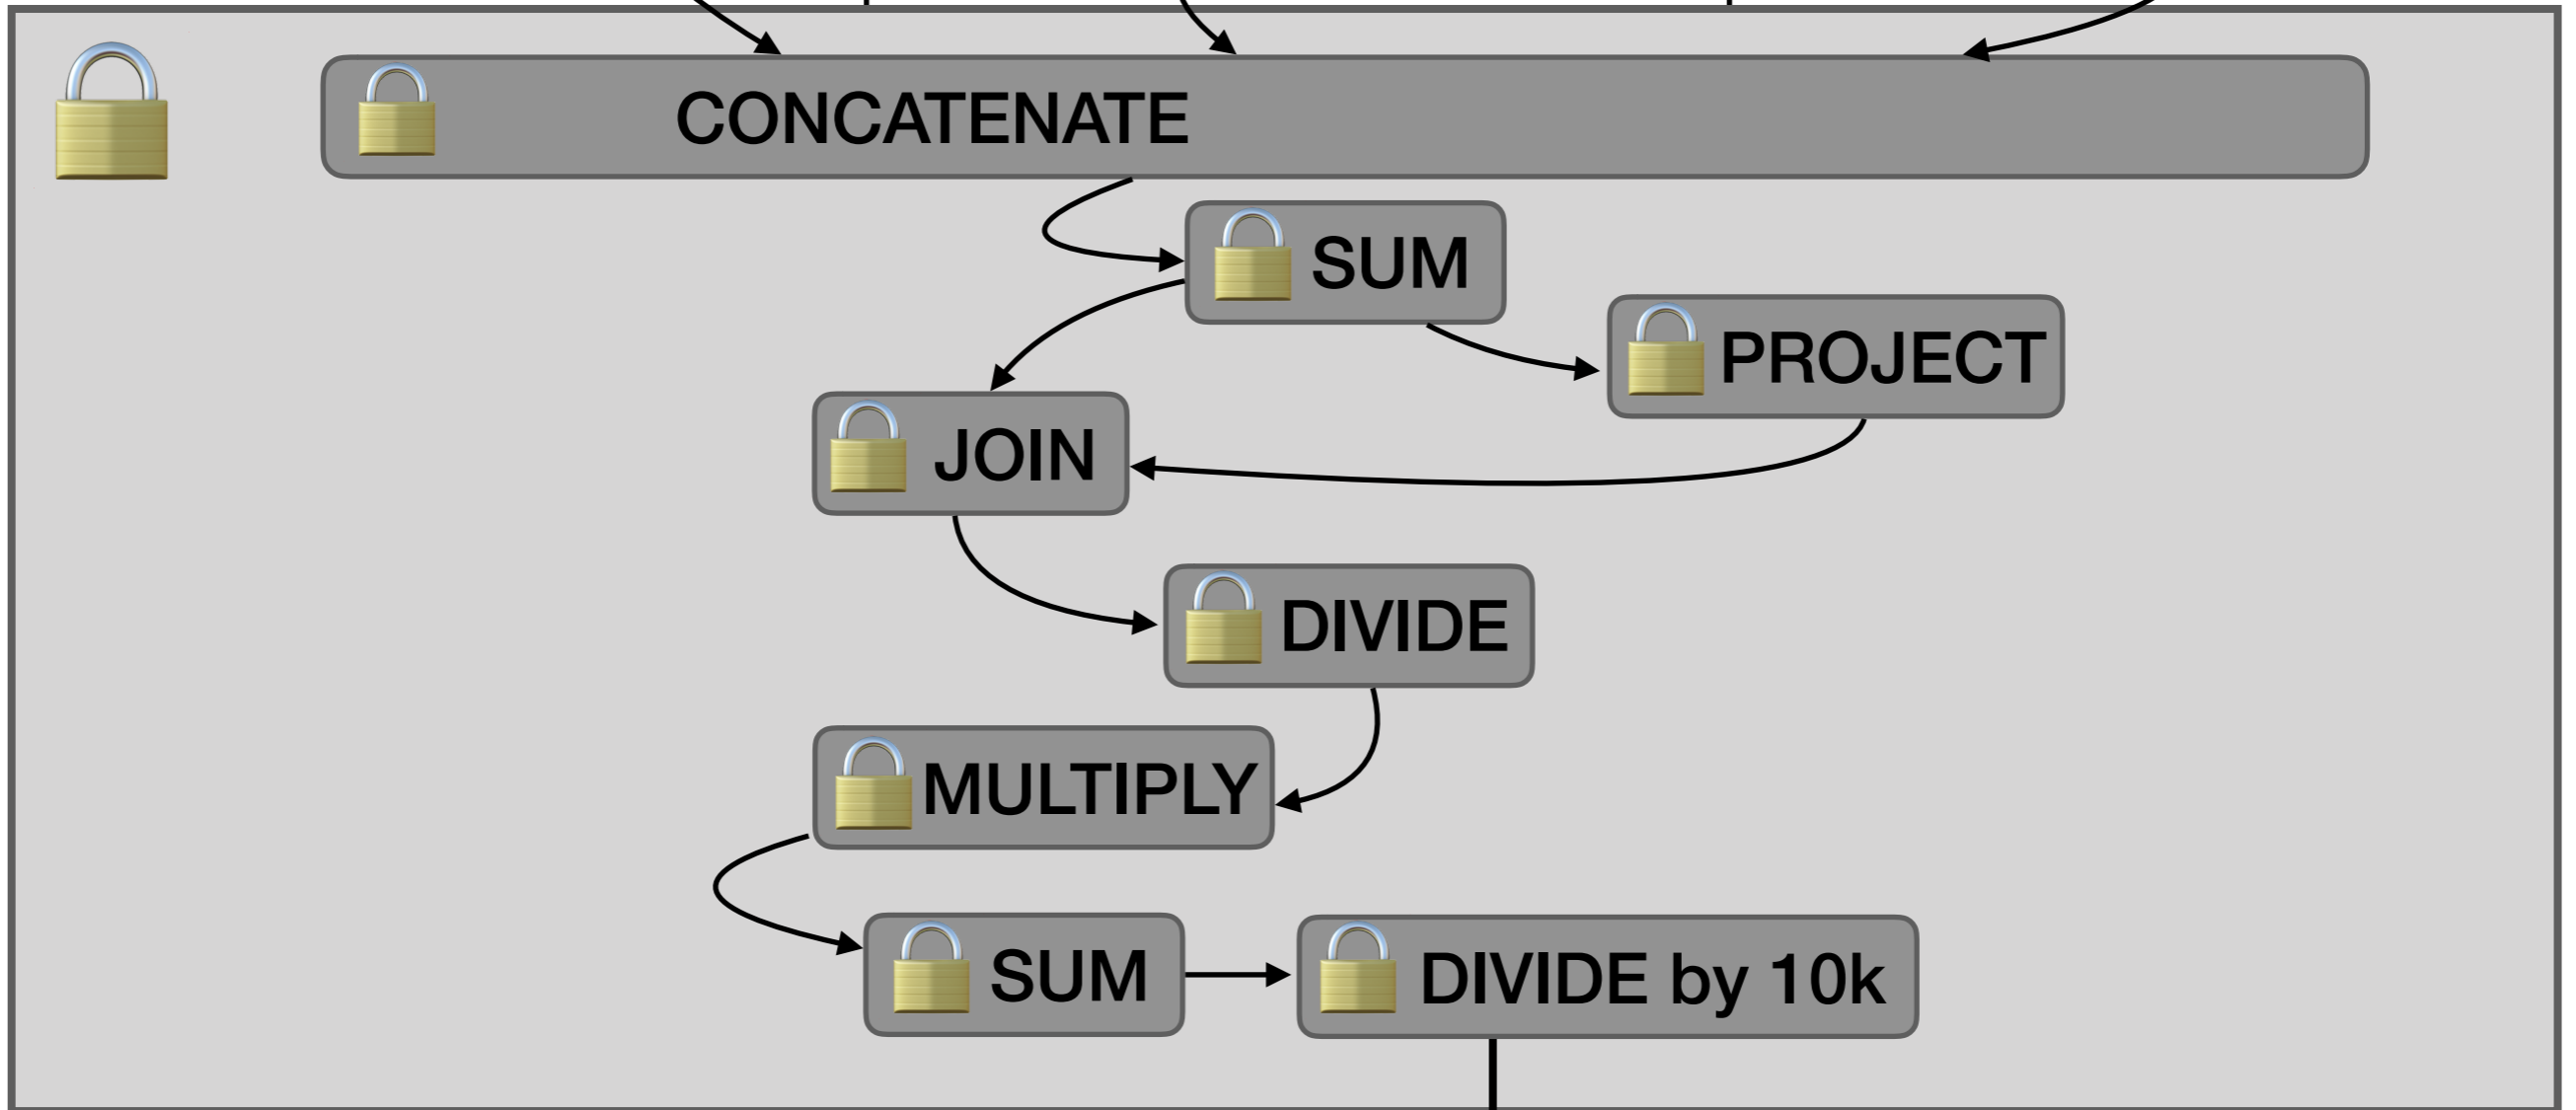 CONCATENATE
SUM
PROJECT
JOIN
DIVIDE
MULTIPLY
SUM
DIVIDE by 10k